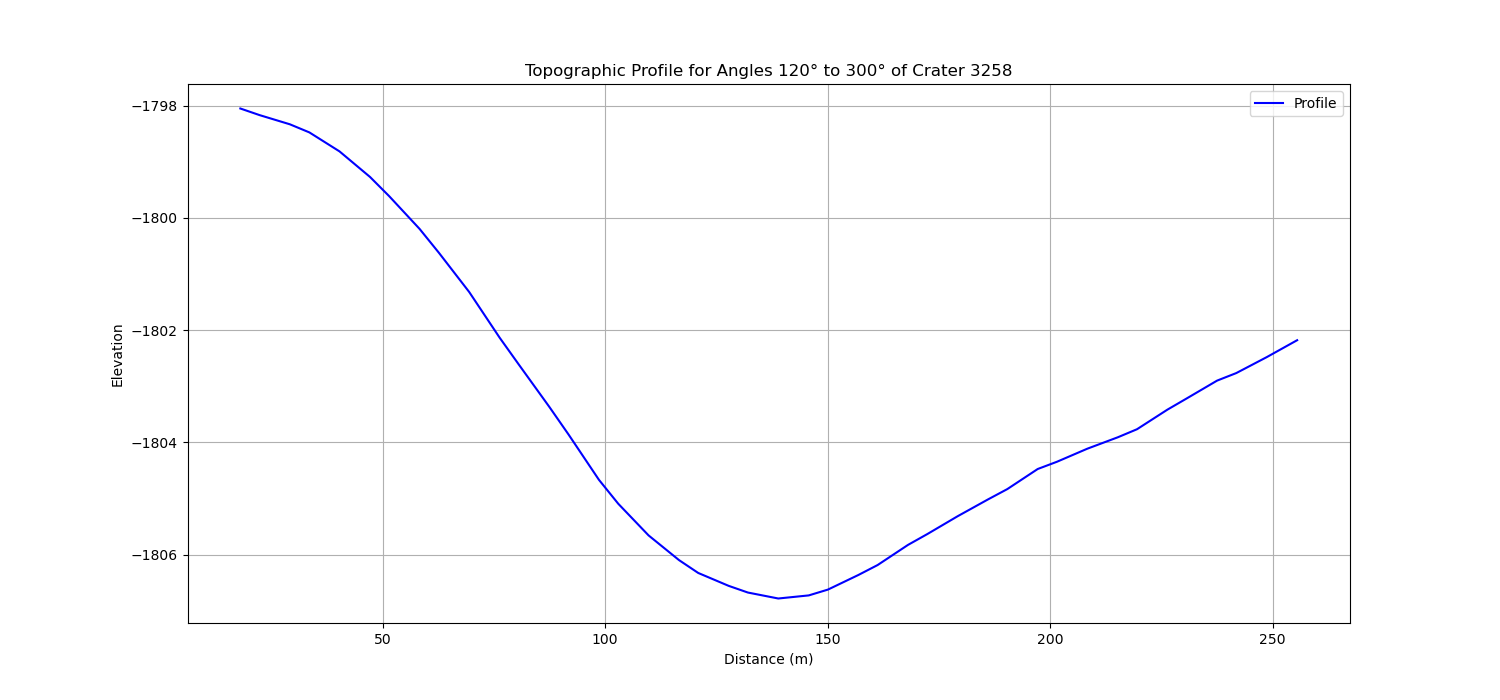 Topographic Profile for Angles 120° to 300° of Crater 3258
Profile
−1798
−1800
−1802
−1804
−1806
Elevation
50
100
150
200
250
Distance (m)